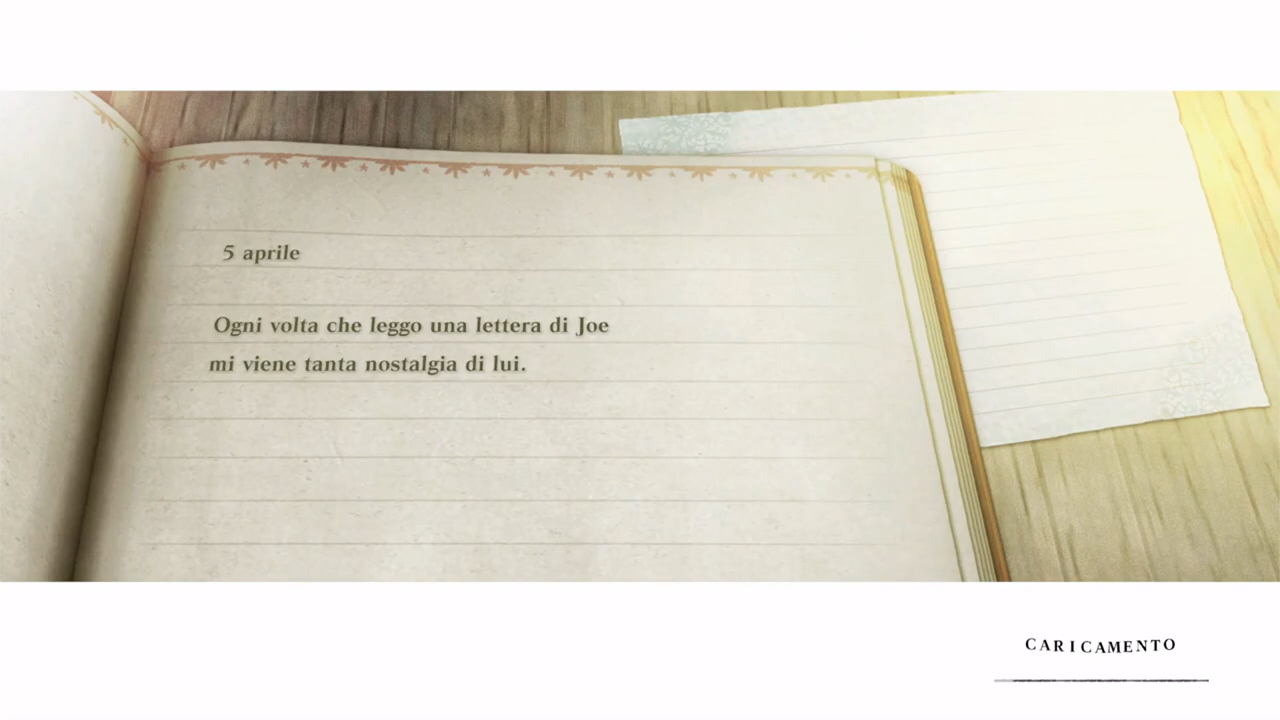 5 aprile
Ogni volta che leggo una lettera di Joe
mi viene tanta nostalgia di lui.
CARICAMENTO